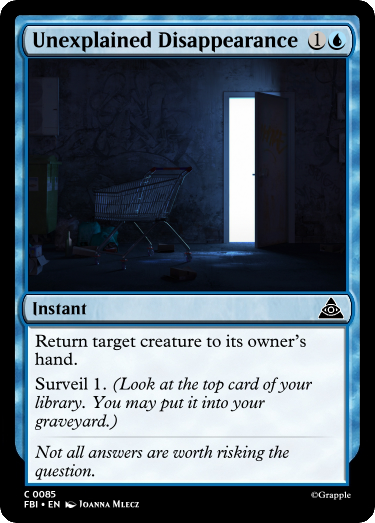 Unexplained Disappearance 1
Instant
Return target creature to its owner's
hand.
Surveil 1. (Look at the top card of your
library. You may put it into your
graveyard.)
Not all answers are worth risking the
question.
C 0085
FBI • EN Joanna Mlecz
©Grapple